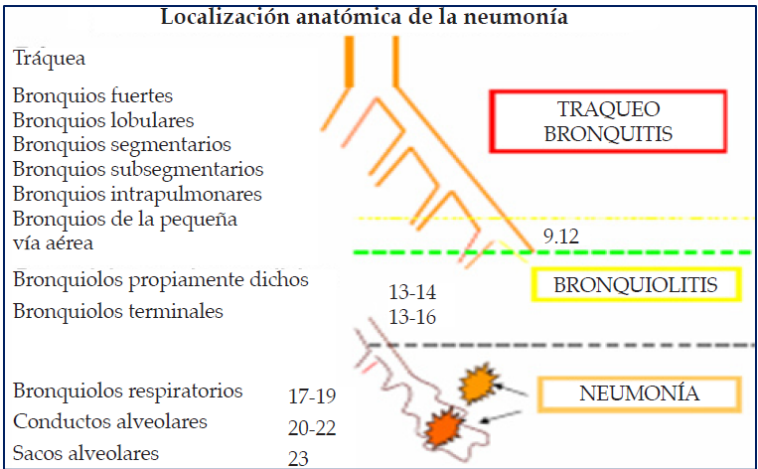 Localización anatómica de la neumonía
Tráquea
Bronquios fuertes
Bronquios lobulares
Bronquios segmentarios
Bronquios subsegmentarios
Bronquios intrapulmonares
Bronquios de la pequeña
vía aérea
TRAQUEO
BRONQUITIS
9.12
Bronquiolos propiamente dichos
13-14
Bronquiolos terminales
13-16
BRONQUIOLITIS
Bronquiolos respiratorios
17-19
Conductos alveolares
20-22
Sacos alveolares
23
NEUMONÍA